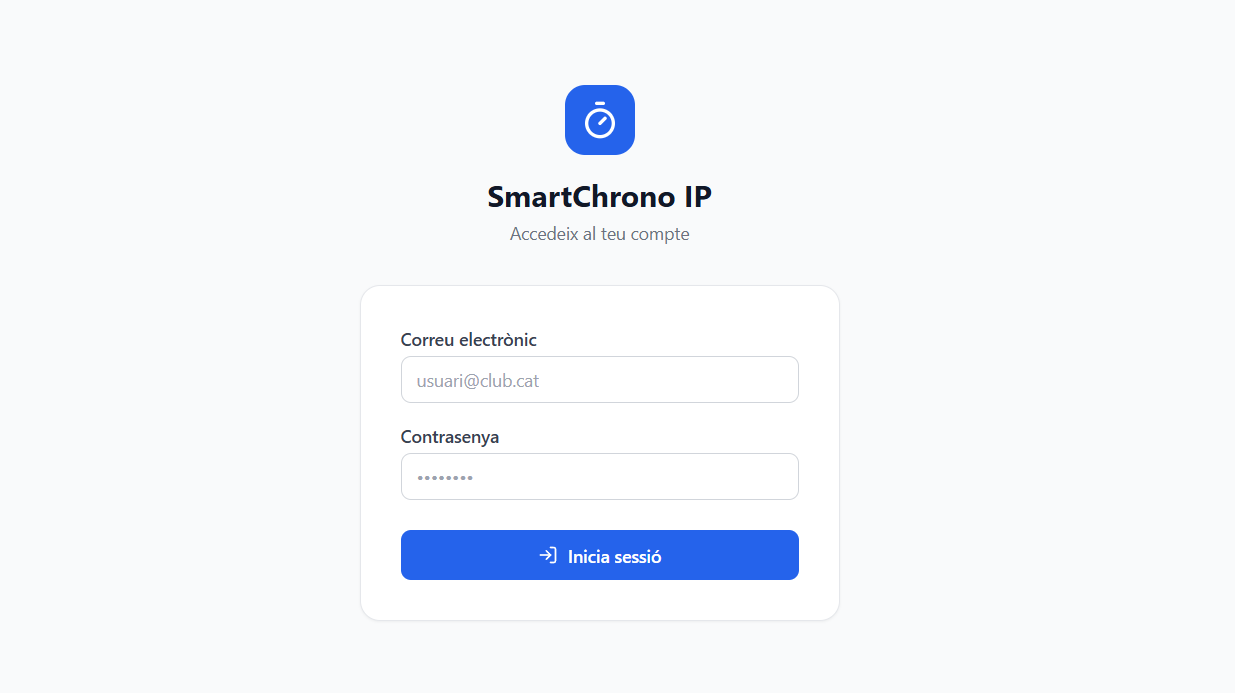 SmartChrono IP
Accedeix al teu compte
Correu electrònic
usuari@club.cat
Contrasenya
••••••••
Inicia sessió